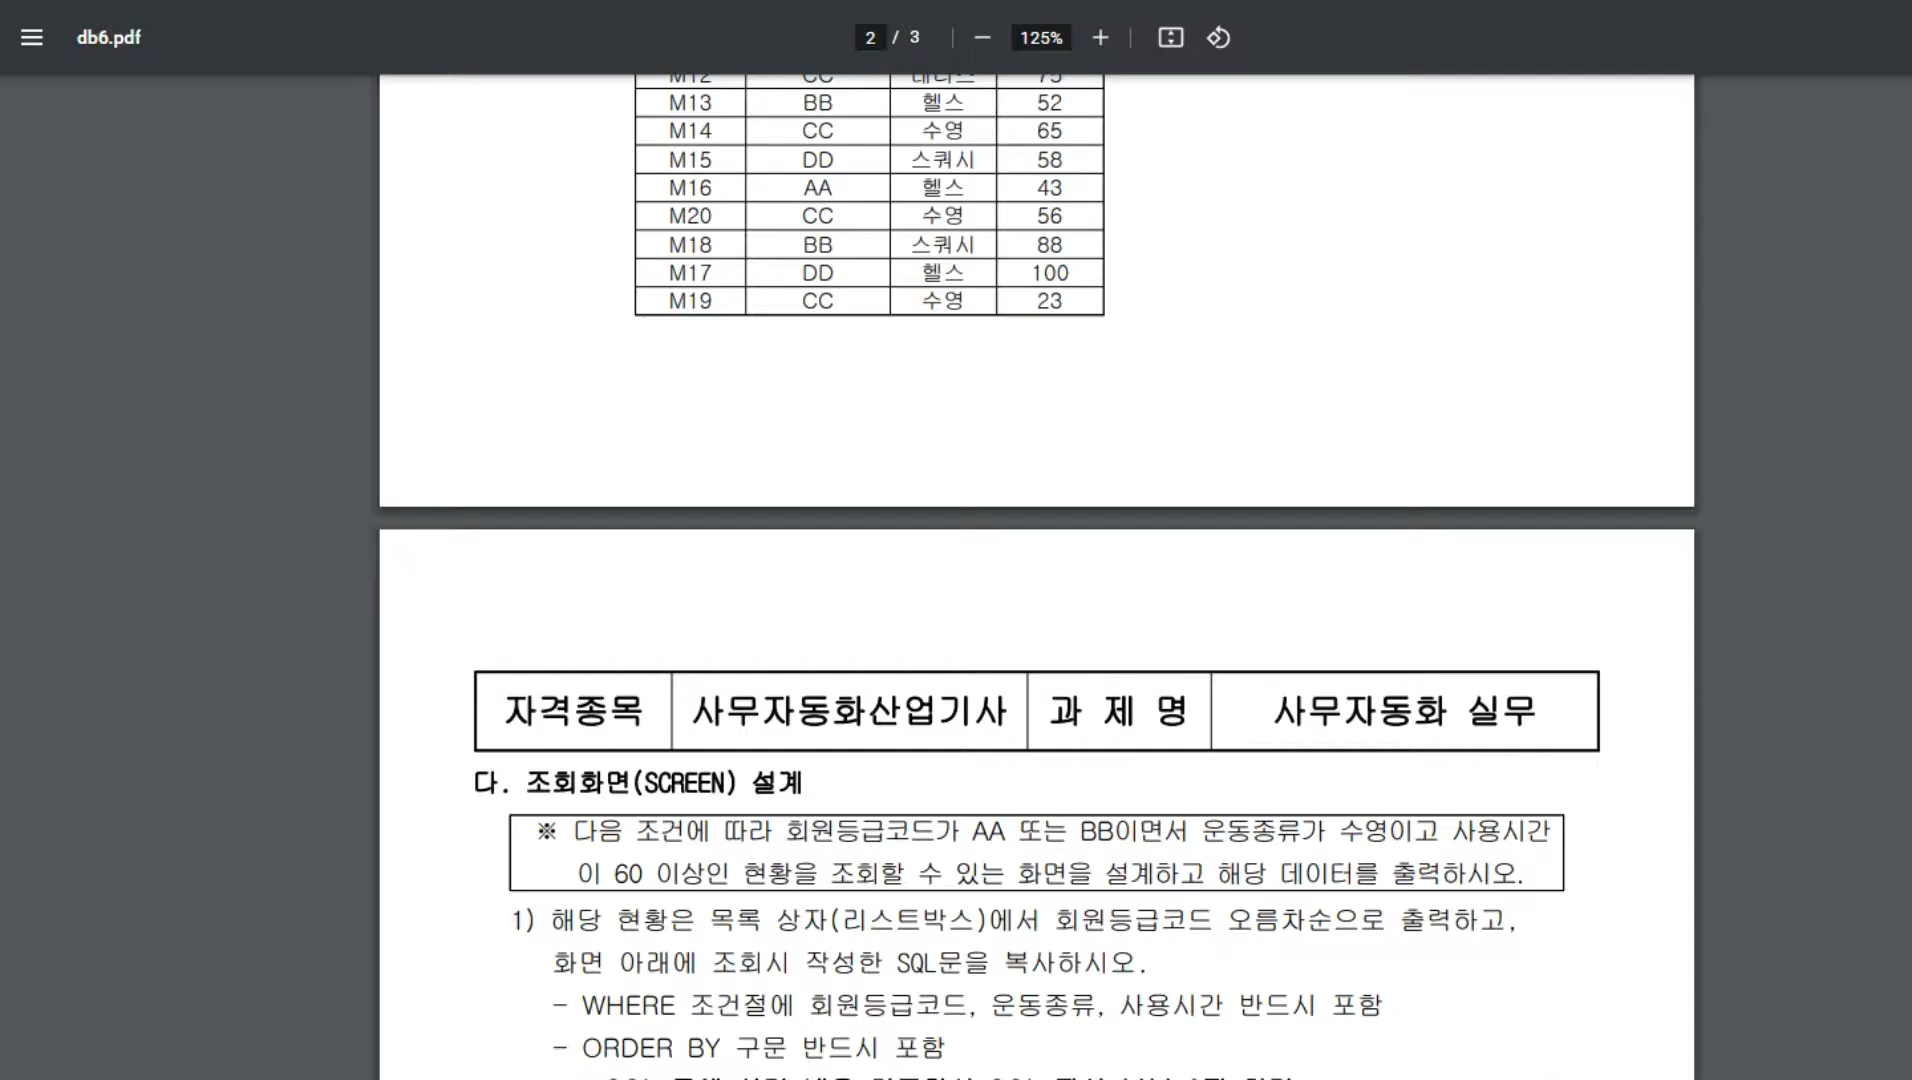 db6.pdf
2 / 3
125%
M12 CC 테니스 75
M13 BB 헬스 52
M14 CC 수영 65
M15 DD 스쿼시 58
M16 AA 헬스 43
M20 CC 수영 56
M18 BB 스쿼시 88
M17 DD 헬스 100
M19 CC 수영 23
자격종목 사무자동화산업기사 과 제 명 사무자동화 실무
다. 조회화면(SCREEN) 설계
※ 다음 조건에 따라 회원등급코드가 AA 또는 BB이면서 운동종류가 수영이고 사용시간
이 60 이상인 현황을 조회할 수 있는 화면을 설계하고 해당 데이터를 출력하시오.
1) 해당 현황은 목록 상자(리스트박스)에서 회원등급코드 오름차순으로 출력하고,
화면 아래에 조회시 작성한 SQL문을 복사하시오.
- WHERE 조건절에 회원등급코드, 운동종류, 사용시간 반드시 포함
- ORDER BY 구문 반드시 포함